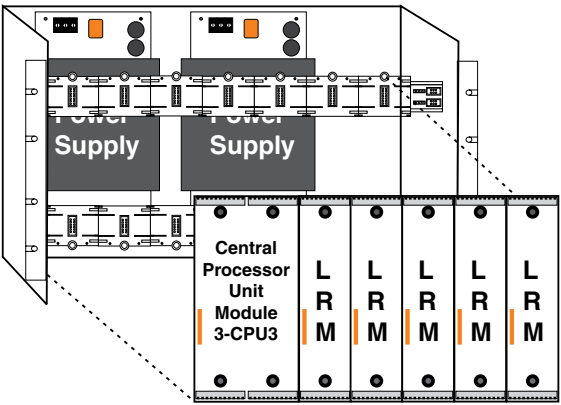 Power
Supply
Power
Supply
Central
Processor
Unit
Module
3-CPU3
L
R
M
L
R
M
L
R
M
L
R
M
L
R
M